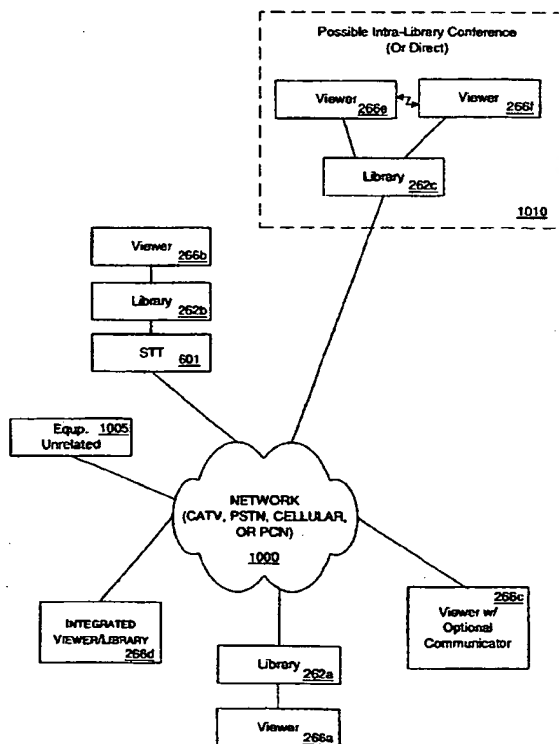 Possible Intra-Library Conference
(Or Direct)
Viewer
266e
Z
Viewer
266f
Library
262c
1010
Viewer
266b
Library
262b
STT
601
Equp. 1005
Unrelated
NETWORK
(CATV, PSTN, CELLULAR,
OR PCN)
1000
INTEGRATED
VIEWER/LIBRARY
266d
266c
Viewer w/
Optional
Communicator
Library
262a
Viewer
266a